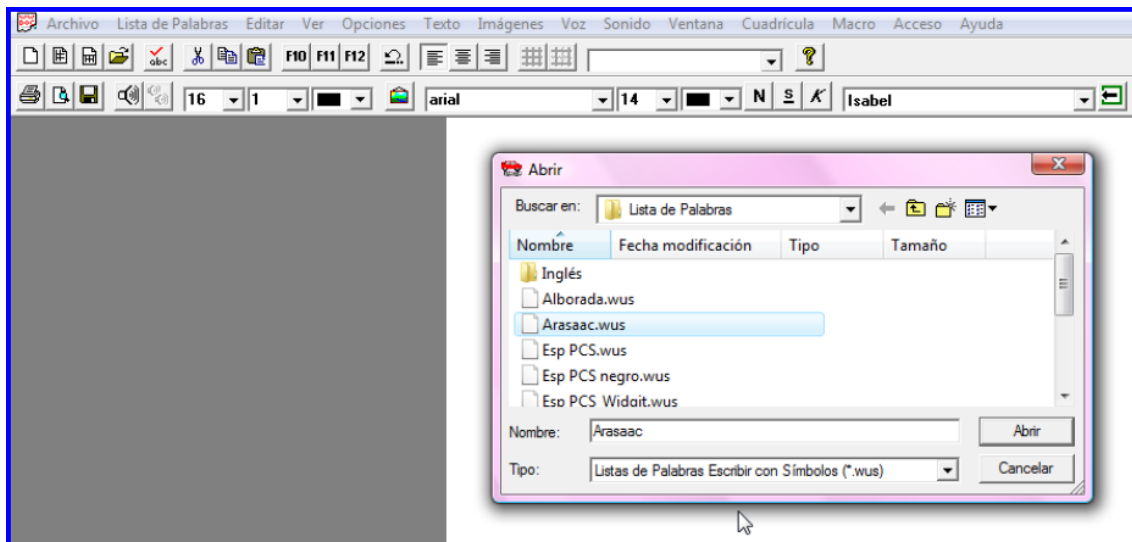 Archivo Lista de Palabras Editar Ver Opciones Texto Imágenes Voz Sonido Ventana Cuadrícula Macro Acceso Ayuda
abc F10 F11 F12
16 1 arial 14 N S K Isabel
Abrir
Buscar en: Lista de Palabras
Nombre Fecha modificación Tipo Tamaño
Inglés
Alborada.wus
Arasaac.wus
Esp PCS.wus
Esp PCS negro.wus
Esp PCS Widgit.wus
Nombre: Arasaac Abrir
Tipo: Listas de Palabras Escribir con Símbolos (*.wus) Cancelar